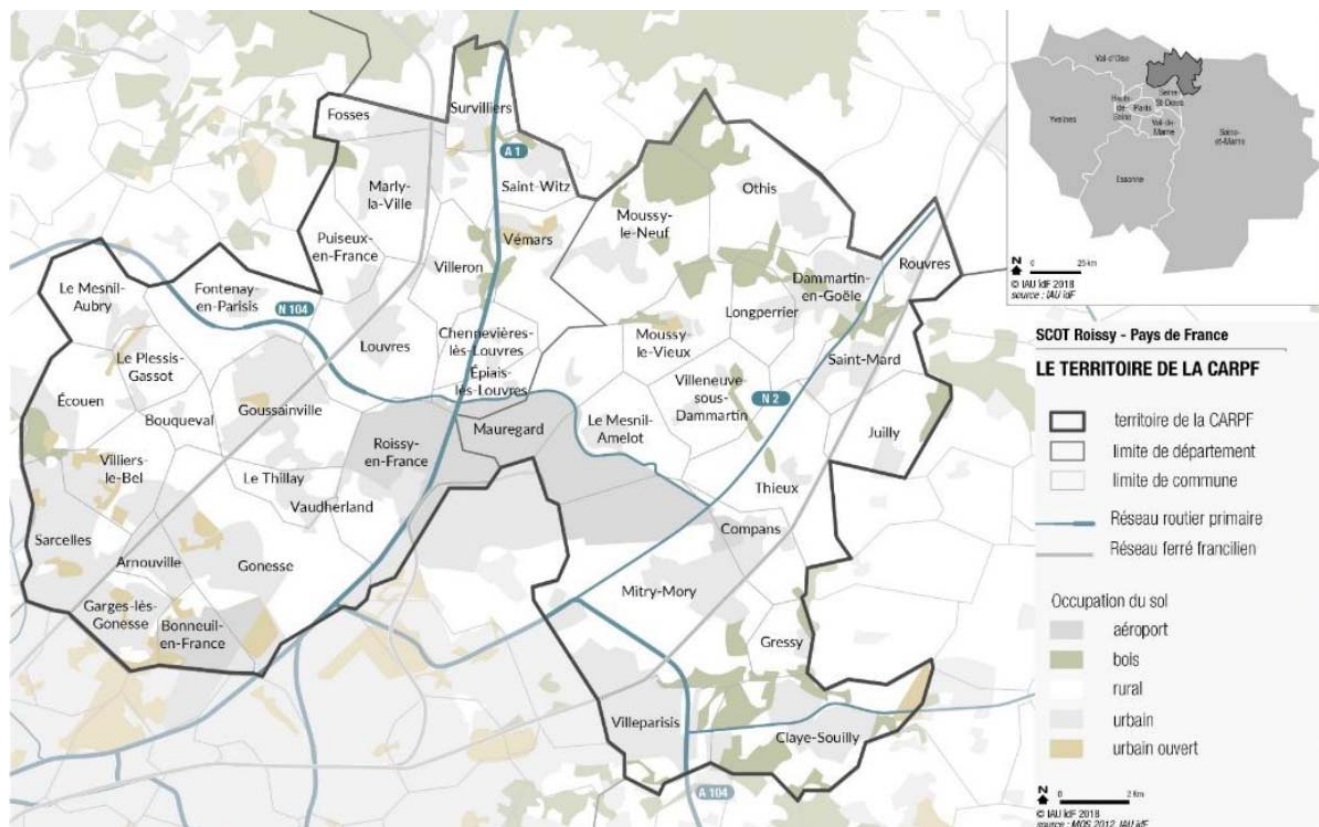 Fosses
Survilliers
A 1
Saint-Witz
Marly-
la-Ville
Othis
Moussy-
le-Neuf
Vémars
Puiseux-
en-France
Villeron
Rouvres
Dammartin-
en-Goële
Le Mesnil-
Aubry
Fontenay-
en-Parisis
N 104
Longperrier
Chennevières-
lès-Louvres
Moussy-
le-Vieux
Louvres
Saint-Mard
Le Plessis-
Gassot
Épiais-
lès-Louvres
Villeneuve-
sous-
Dammartin
N 2
Écouen
Goussainville
Bouqueval
Mauregard
Le Mesnil-
Amelot
Juilly
Roissy-
en-France
Villiers-
le-Bel
Le Thillay
Thieux
Vaudherland
Compans
Sarcelles
Arnouville
Gonesse
Mitry-Mory
Garges-lès-
Gonesse
Bonneuil-
en-France
Gressy
Villeparisis
Claye-Souilly
A 104
Val-d'Oise
Seine-
St-Denis
Hauts-
de-
Seine
Paris
Yvelines
Val-de-
Marne
Seine-
et-Marne
Essonne
N
0 25 km
© IAU îdF 2018
source : IAU îdF
SCOT Roissy - Pays de France
LE TERRITOIRE DE LA CARPF
territoire de la CARPF
limite de département
limite de commune
Réseau routier primaire
Réseau ferré francilien
Occupation du sol
aéroport
bois
rural
urbain
urbain ouvert
N
0 2 km
© IAU îdF 2018
source : MOS 2012, IAU îdF